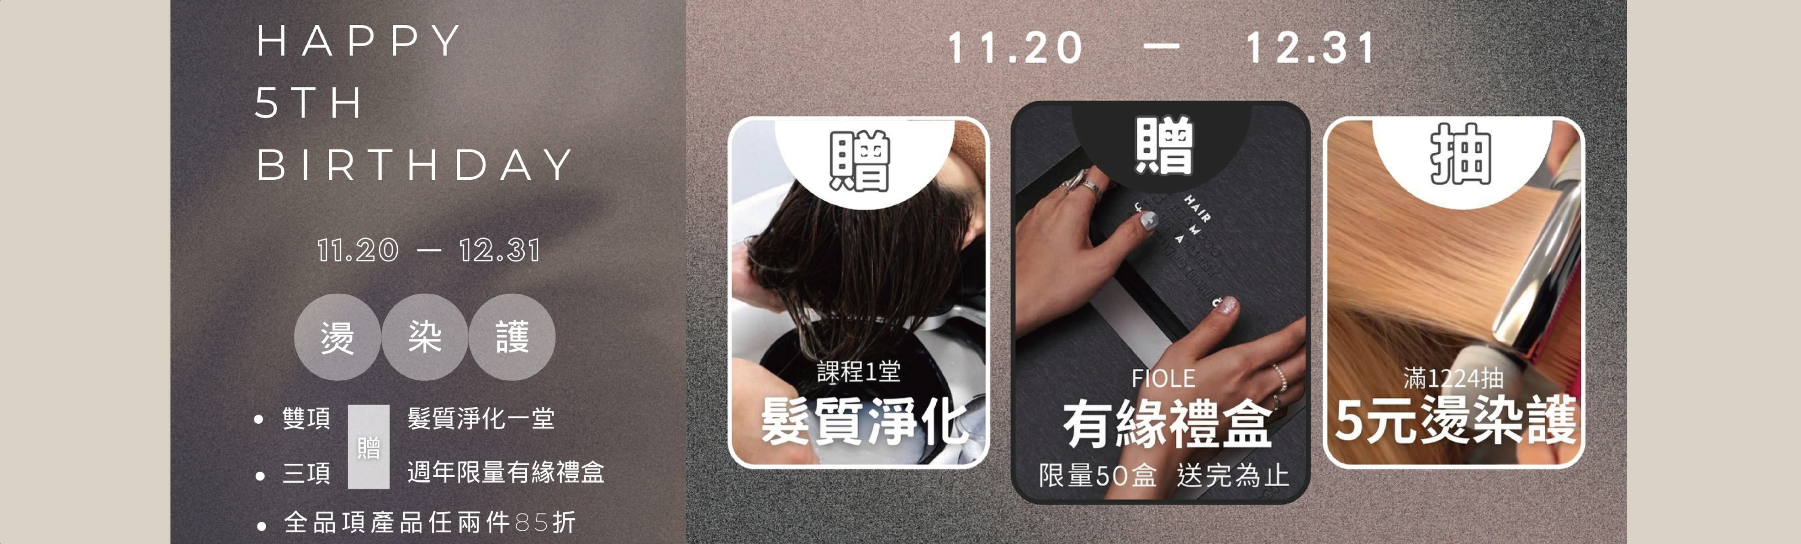 HAPPY
5TH
BIRTHDAY
11.20 — 12.31
燙 染 護
• 雙項
• 三項
贈
髮質淨化一堂
週年限量有緣禮盒
• 全品項產品任兩件85折
11.20 — 12.31
贈
課程1堂
髮質淨化
贈
HAIR
M
A
FIOLE
有緣禮盒
限量50盒 送完為止
抽
滿1224抽
5元燙染護